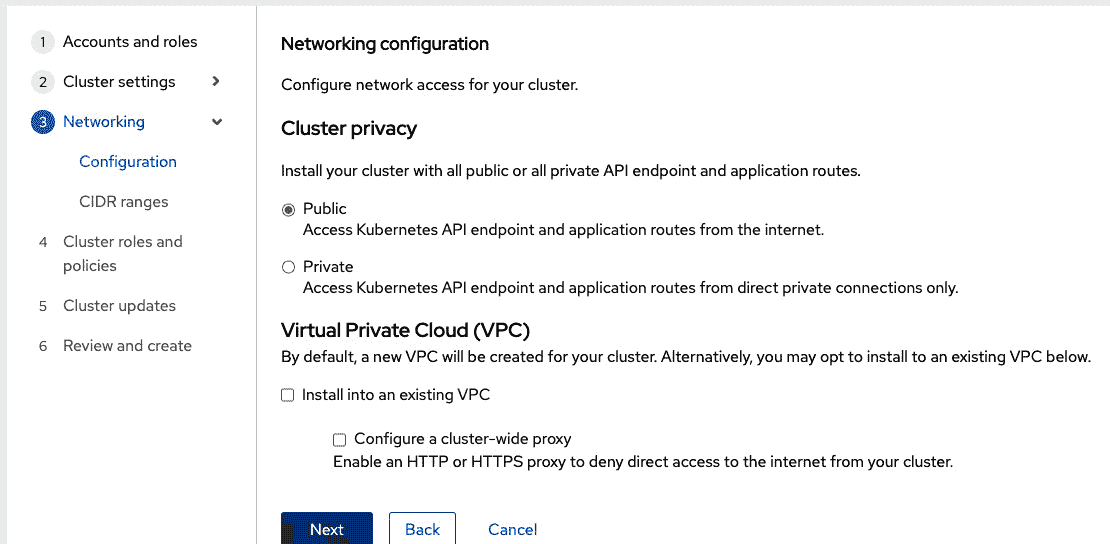 1 Accounts and roles
2 Cluster settings
3 Networking
Configuration
CIDR ranges
4 Cluster roles and
policies
5 Cluster updates
6 Review and create
Networking configuration
Configure network access for your cluster.
Cluster privacy
Install your cluster with all public or all private API endpoint and application routes.
Public
Access Kubernetes API endpoint and application routes from the internet.
Private
Access Kubernetes API endpoint and application routes from direct private connections only.
Virtual Private Cloud (VPC)
By default, a new VPC will be created for your cluster. Alternatively, you may opt to install to an existing VPC below.
Install into an existing VPC
Configure a cluster-wide proxy
Enable an HTTP or HTTPS proxy to deny direct access to the internet from your cluster.
Next Back Cancel